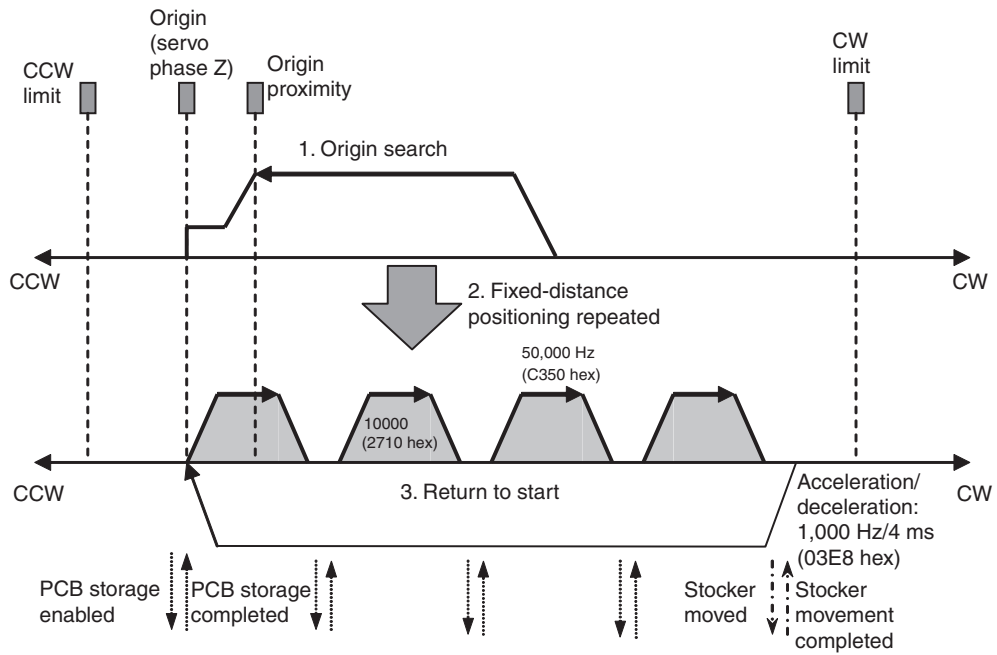 Origin
(servo
phase Z)
CCW
limit
Origin
proximity
CW
limit
1. Origin search
CCW
CW
2. Fixed-distance
positioning repeated
50,000 Hz
(C350 hex)
10000
(2710 hex)
CCW
3. Return to start
CW
Acceleration/
deceleration:
1,000 Hz/4 ms
(03E8 hex)
PCB storage
enabled
PCB storage
completed
Stocker
moved
Stocker
movement
completed